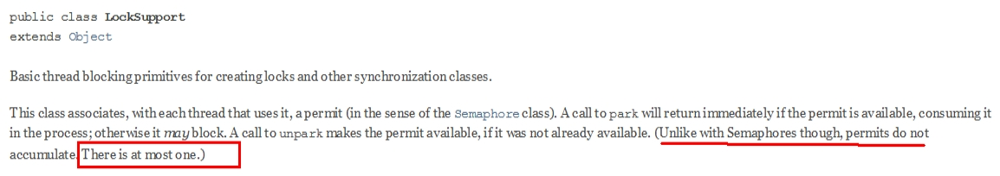 public class LockSupport
extends Object
Basic thread blocking primitives for creating locks and other synchronization classes.
This class associates, with each thread that uses it, a permit (in the sense of the Semaphore class). A call to park will return immediately if the permit is available, consuming it
in the process; otherwise it may block. A call to unpark makes the permit available, if it was not already available. (Unlike with Semaphores though, permits do not
accumulate. There is at most one.)